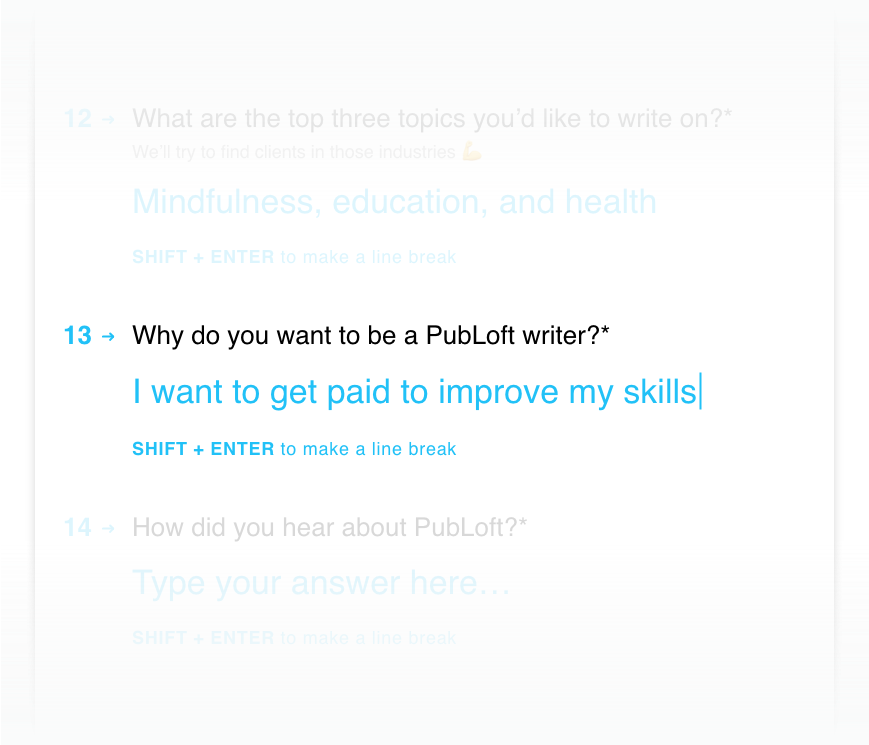 12 → What are the top three topics you'd like to write on?*
We'll try to find clients in those industries 💪
Mindfulness, education, and health
SHIFT + ENTER to make a line break
13 → Why do you want to be a PubLoft writer?*
I want to get paid to improve my skills
SHIFT + ENTER to make a line break
14 → How did you hear about PubLoft?*
Type your answer here…
SHIFT + ENTER to make a line break